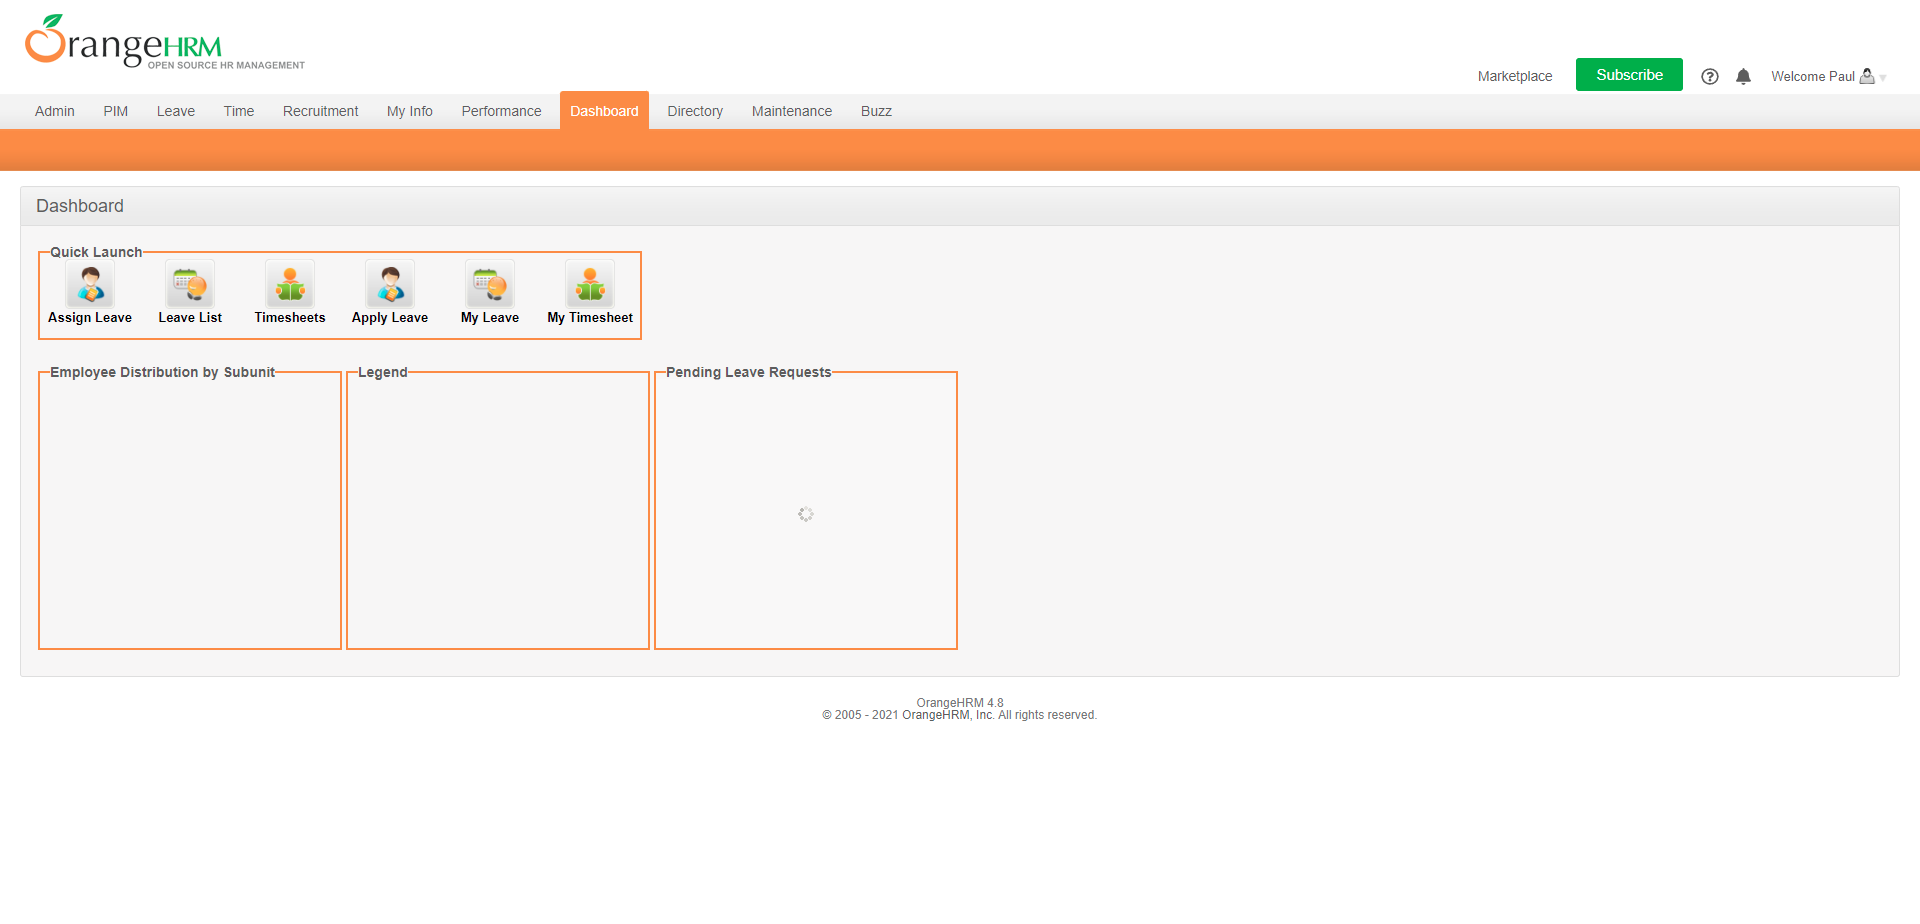 OrangeHRM
OPEN SOURCE HR MANAGEMENT
Marketplace
Subscribe
Welcome Paul
Admin
PIM
Leave
Time
Recruitment
My Info
Performance
Dashboard
Directory
Maintenance
Buzz
Dashboard
Quick Launch
Assign Leave
Leave List
Timesheets
Apply Leave
My Leave
My Timesheet
Employee Distribution by Subunit
Legend
Pending Leave Requests
OrangeHRM 4.8
© 2005 - 2021 OrangeHRM, Inc. All rights reserved.